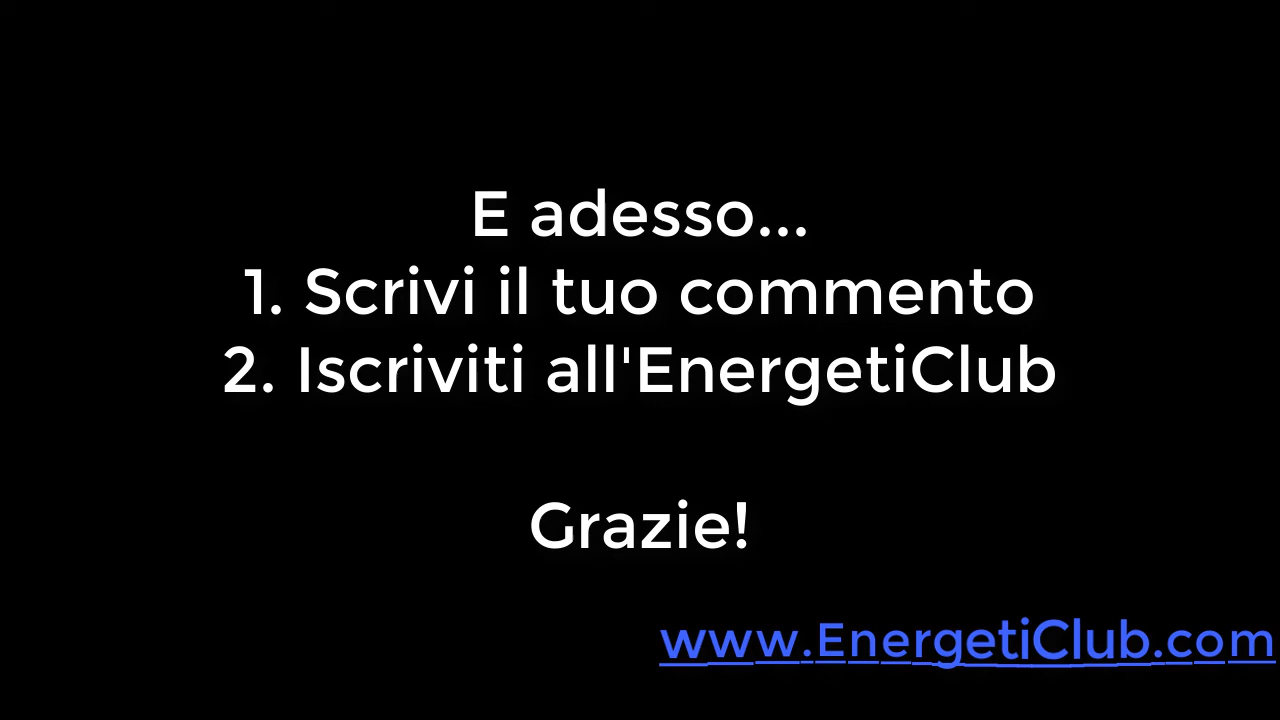 E adesso...
1. Scrivi il tuo commento
2. Iscriviti all'EnergetiClub
Grazie!
www.EnergetiClub.com